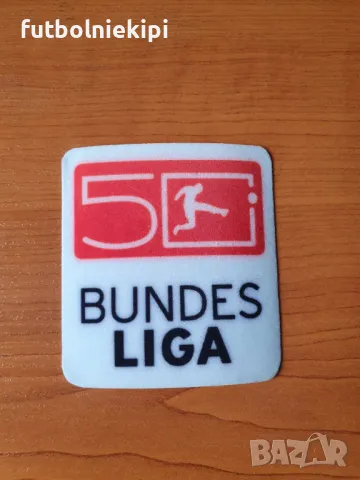 futbolniekipi
50
BUNDES
LIGA
BAZAR